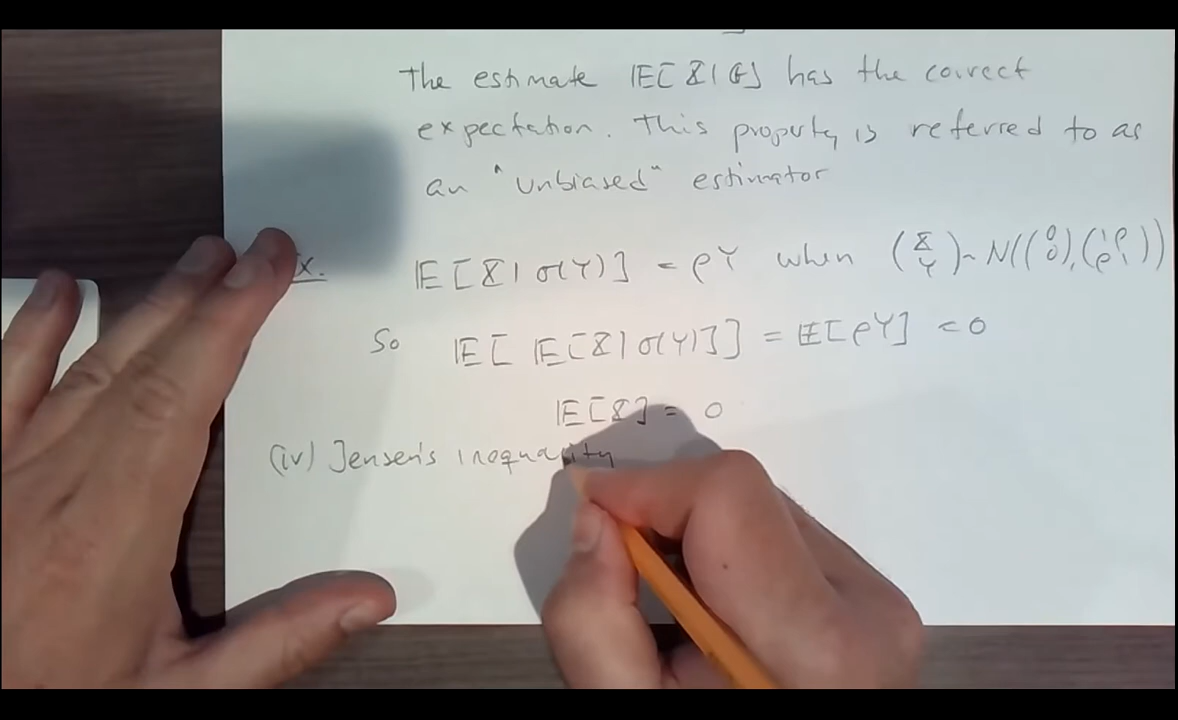 The estimate 𝔼[X|G] has the correct
expectation. This property is referred to as
an "unbiased" estimator
x. 𝔼[X|σ(Y)] = ρY when (X Y) ~ N((0 0),(1 ρ ρ 1))
So 𝔼[𝔼[X|σ(Y)]] = 𝔼[ρY] = 0
𝔼[X] = 0
(iv) Jensen's inequality